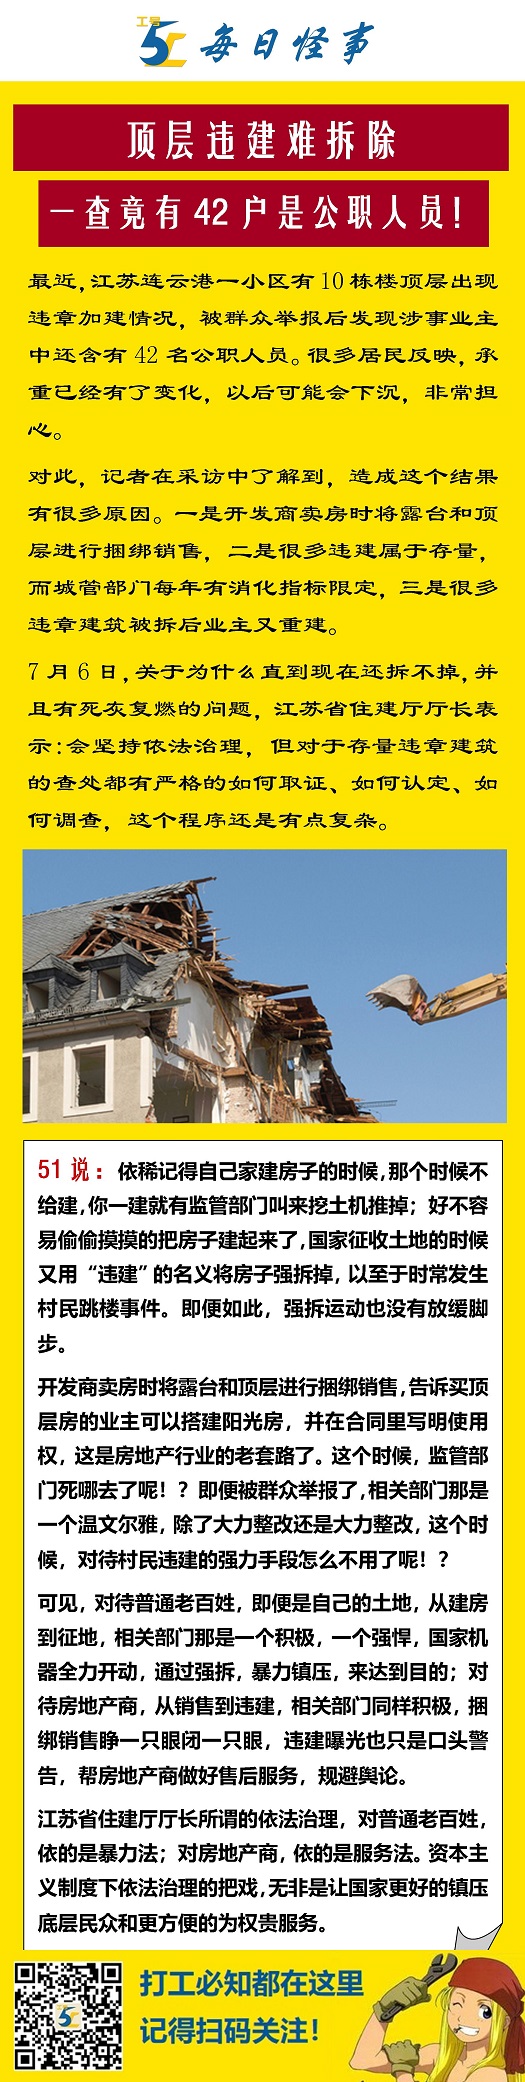 工号
51
每日怪事
顶层违建难拆除
一查竟有 42 户是公职人员！
最近，江苏连云港一小区有 10 栋楼顶层出现
违章加建情况，被群众举报后发现涉事业主
中还含有 42 名公职人员。很多居民反映，承
重已经有了变化，以后可能会下沉，非常担
心。
对此，记者在采访中了解到，造成这个结果
有很多原因。一是开发商卖房时将露台和顶
层进行捆绑销售，二是很多违建属于存量，
而城管部门每年有消化指标限定，三是很多
违章建筑被拆后业主又重建。
7 月 6 日，关于为什么直到现在还拆不掉，并
且有死灰复燃的问题，江苏省住建厅厅长表
示：会坚持依法治理，但对于存量违章建筑
的查处都有严格的如何取证、如何认定、如
何调查，这个程序还是有点复杂。
51 说：依稀记得自己家建房子的时候，那个时候不
给建，你一建就有监管部门叫来挖土机推掉；好不容
易偷偷摸摸的把房子建起来了，国家征收土地的时候
又用“违建”的名义将房子强拆掉，以至于时常发生
村民跳楼事件。即便如此，强拆运动也没有放缓脚
步。
开发商卖房时将露台和顶层进行捆绑销售，告诉买顶
层房的业主可以搭建阳光房，并在合同里写明使用
权，这是房地产行业的老套路了。这个时候，监管部
门死哪去了呢！？即便被群众举报了，相关部门那是
一个温文尔雅，除了大力整改还是大力整改，这个时
候，对待村民违建的强力手段怎么不用了呢！？
可见，对待普通老百姓，即便是自己的土地，从建房
到征地，相关部门那是一个积极，一个强悍，国家机
器全力开动，通过强拆，暴力镇压，来达到目的；对
待房地产商，从销售到违建，相关部门同样积极，捆
绑销售睁一只眼闭一只眼，违建曝光也只是口头警
告，帮房地产商做好售后服务，规避舆论。
江苏省住建厅厅长所谓的依法治理，对普通老百姓，
依的是暴力法；对房地产商，依的是服务法。资本主
义制度下依法治理的把戏，无非是让国家更好的镇压
底层民众和更方便的为权贵服务。
打工必知都在这里
记得扫码关注！